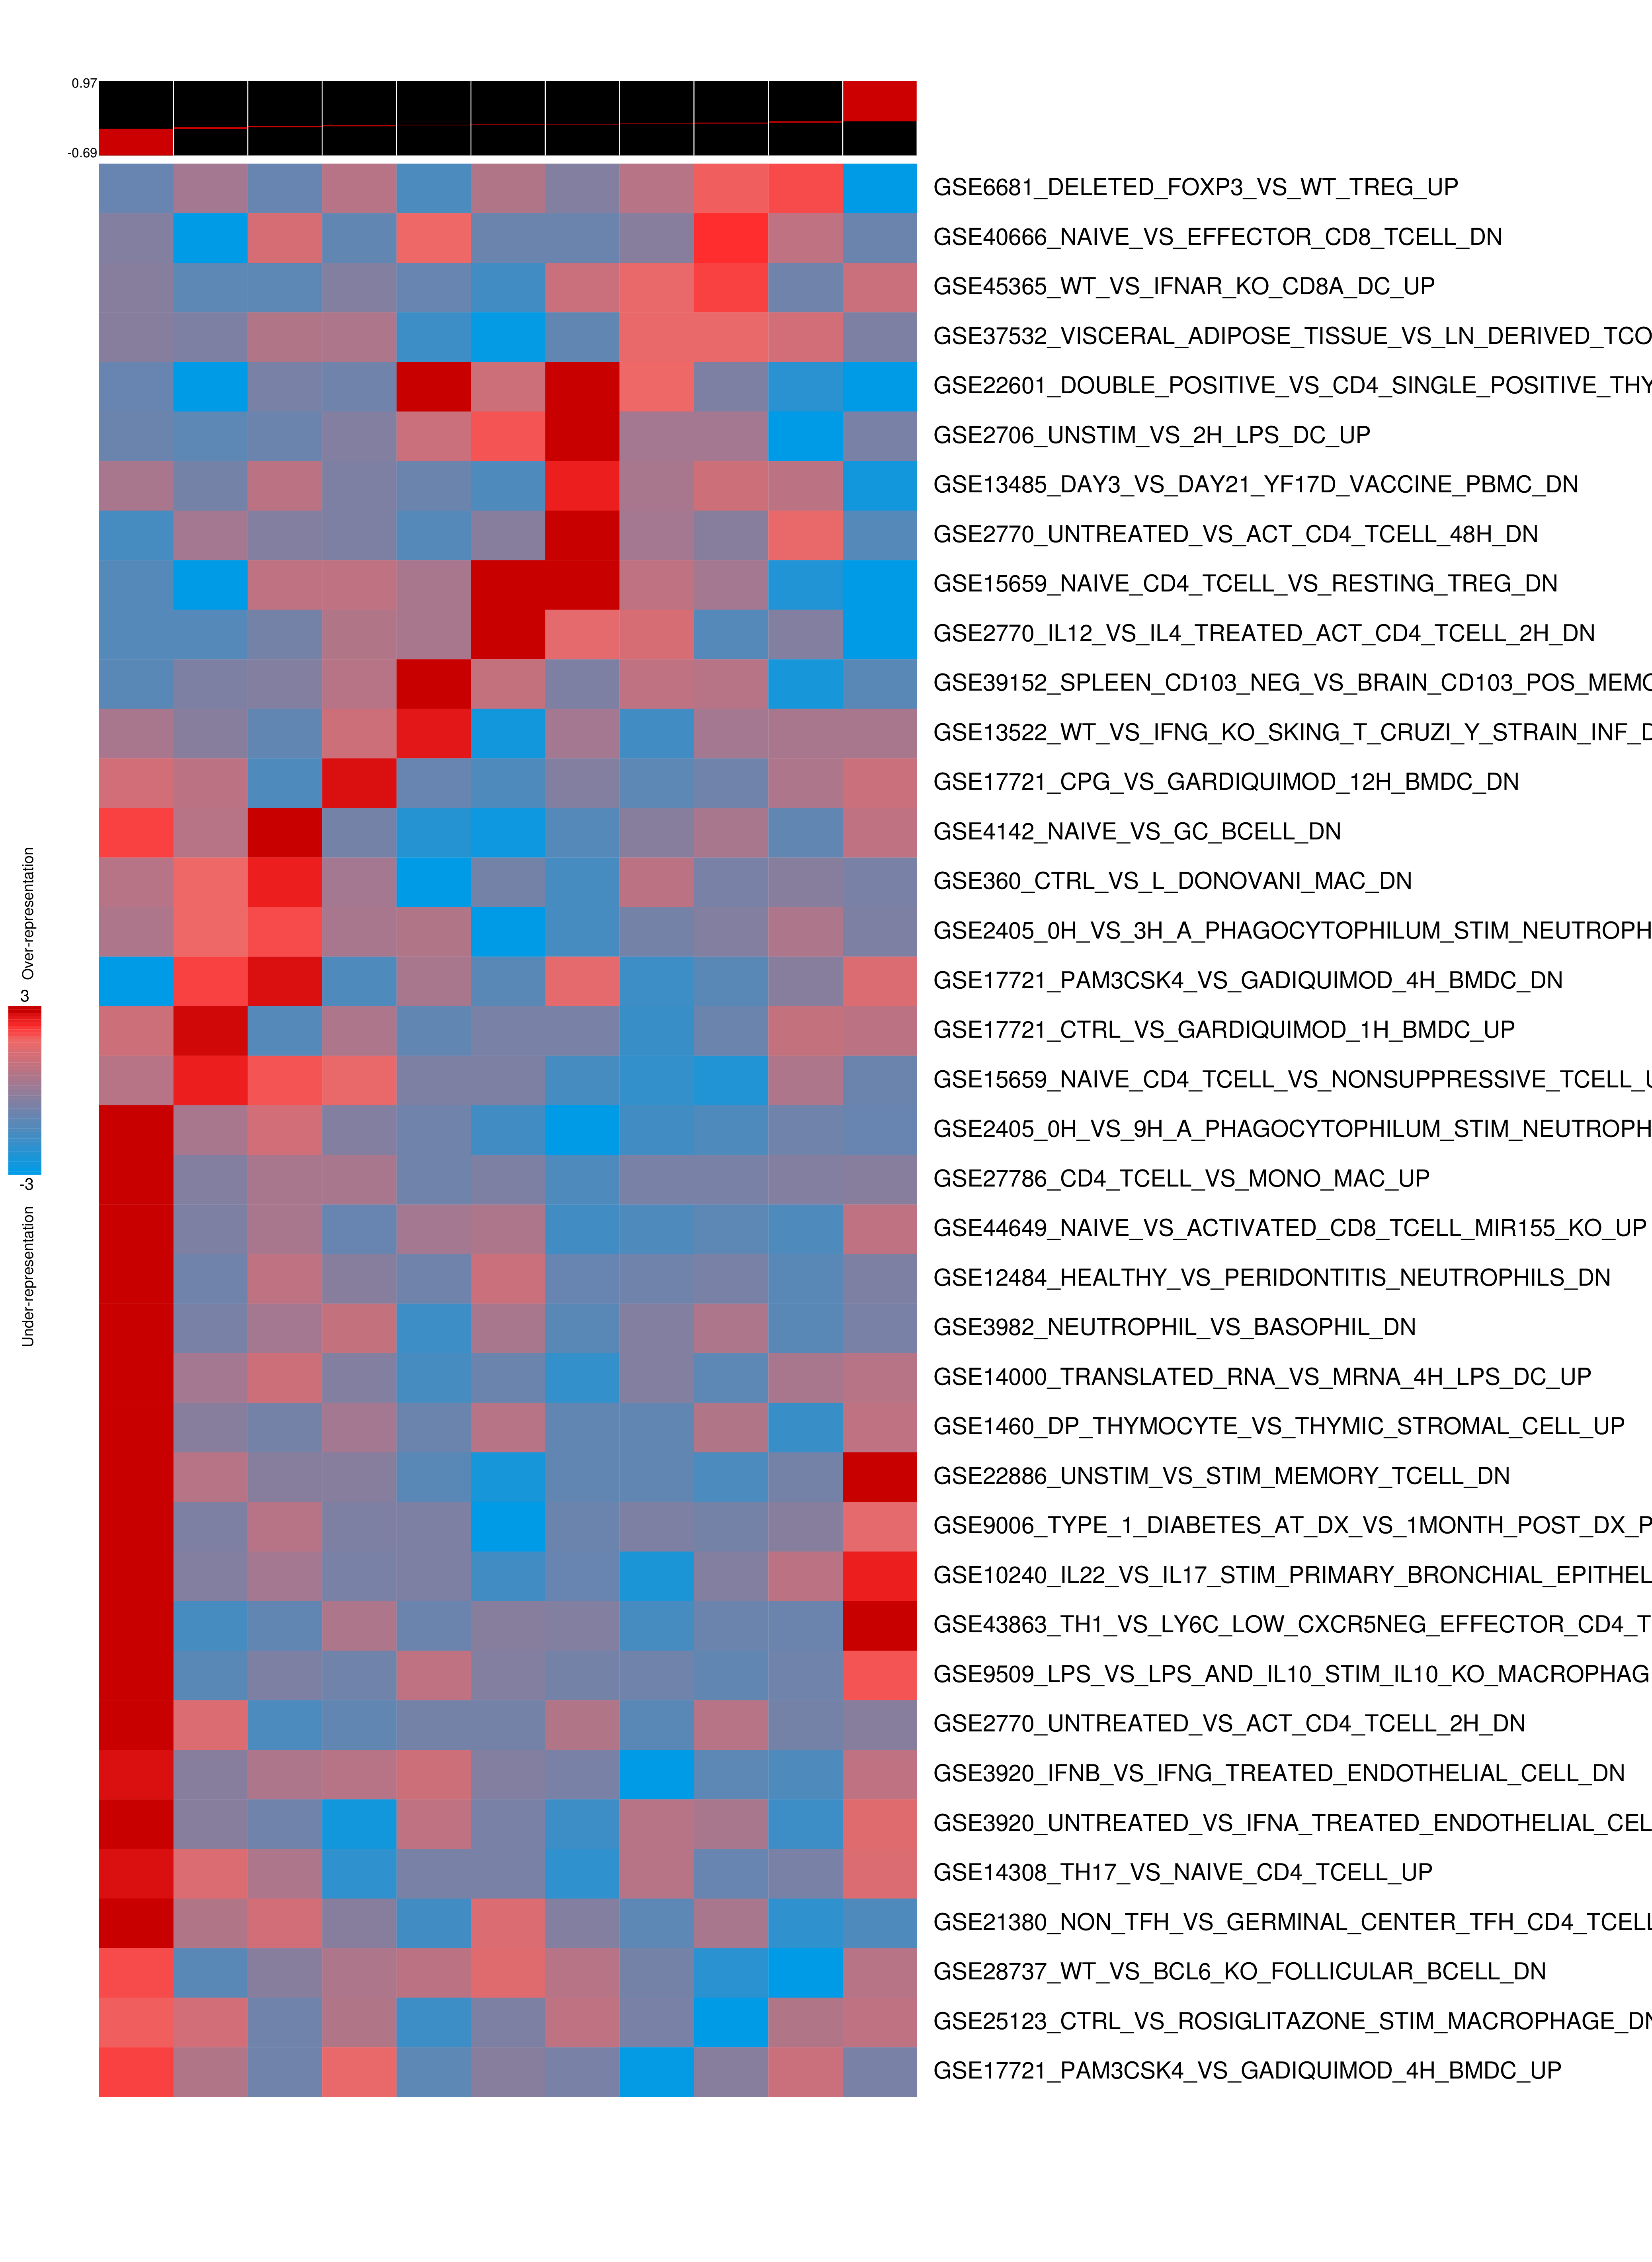 0.97
-0.69
GSE6681_DELETED_FOXP3_VS_WT_TREG_UP
GSE40666_NAIVE_VS_EFFECTOR_CD8_TCELL_DN
GSE45365_WT_VS_IFNAR_KO_CD8A_DC_UP
GSE37532_VISCERAL_ADIPOSE_TISSUE_VS_LN_DERIVED_TCO
GSE22601_DOUBLE_POSITIVE_VS_CD4_SINGLE_POSITIVE_THY
GSE2706_UNSTIM_VS_2H_LPS_DC_UP
GSE13485_DAY3_VS_DAY21_YF17D_VACCINE_PBMC_DN
GSE2770_UNTREATED_VS_ACT_CD4_TCELL_48H_DN
GSE15659_NAIVE_CD4_TCELL_VS_RESTING_TREG_DN
GSE2770_IL12_VS_IL4_TREATED_ACT_CD4_TCELL_2H_DN
GSE39152_SPLEEN_CD103_NEG_VS_BRAIN_CD103_POS_MEMO
GSE13522_WT_VS_IFNG_KO_SKING_T_CRUZI_Y_STRAIN_INF_D
GSE17721_CPG_VS_GARDIQUIMOD_12H_BMDC_DN
GSE4142_NAIVE_VS_GC_BCELL_DN
GSE360_CTRL_VS_L_DONOVANI_MAC_DN
GSE2405_0H_VS_3H_A_PHAGOCYTOPHILUM_STIM_NEUTROPH
GSE17721_PAM3CSK4_VS_GADIQUIMOD_4H_BMDC_DN
GSE17721_CTRL_VS_GARDIQUIMOD_1H_BMDC_UP
GSE15659_NAIVE_CD4_TCELL_VS_NONSUPPRESSIVE_TCELL_U
GSE2405_0H_VS_9H_A_PHAGOCYTOPHILUM_STIM_NEUTROPH
GSE27786_CD4_TCELL_VS_MONO_MAC_UP
GSE44649_NAIVE_VS_ACTIVATED_CD8_TCELL_MIR155_KO_UP
GSE12484_HEALTHY_VS_PERIDONTITIS_NEUTROPHILS_DN
GSE3982_NEUTROPHIL_VS_BASOPHIL_DN
GSE14000_TRANSLATED_RNA_VS_MRNA_4H_LPS_DC_UP
GSE1460_DP_THYMOCYTE_VS_THYMIC_STROMAL_CELL_UP
GSE22886_UNSTIM_VS_STIM_MEMORY_TCELL_DN
GSE9006_TYPE_1_DIABETES_AT_DX_VS_1MONTH_POST_DX_P
GSE10240_IL22_VS_IL17_STIM_PRIMARY_BRONCHIAL_EPITHEL
GSE43863_TH1_VS_LY6C_LOW_CXCR5NEG_EFFECTOR_CD4_T
GSE9509_LPS_VS_LPS_AND_IL10_STIM_IL10_KO_MACROPHAG
GSE2770_UNTREATED_VS_ACT_CD4_TCELL_2H_DN
GSE3920_IFNB_VS_IFNG_TREATED_ENDOTHELIAL_CELL_DN
GSE3920_UNTREATED_VS_IFNA_TREATED_ENDOTHELIAL_CEL
GSE14308_TH17_VS_NAIVE_CD4_TCELL_UP
GSE21380_NON_TFH_VS_GERMINAL_CENTER_TFH_CD4_TCELL
GSE28737_WT_VS_BCL6_KO_FOLLICULAR_BCELL_DN
GSE25123_CTRL_VS_ROSIGLITAZONE_STIM_MACROPHAGE_DN
GSE17721_PAM3CSK4_VS_GADIQUIMOD_4H_BMDC_UP
Over-representation
3
-3
Under-representation